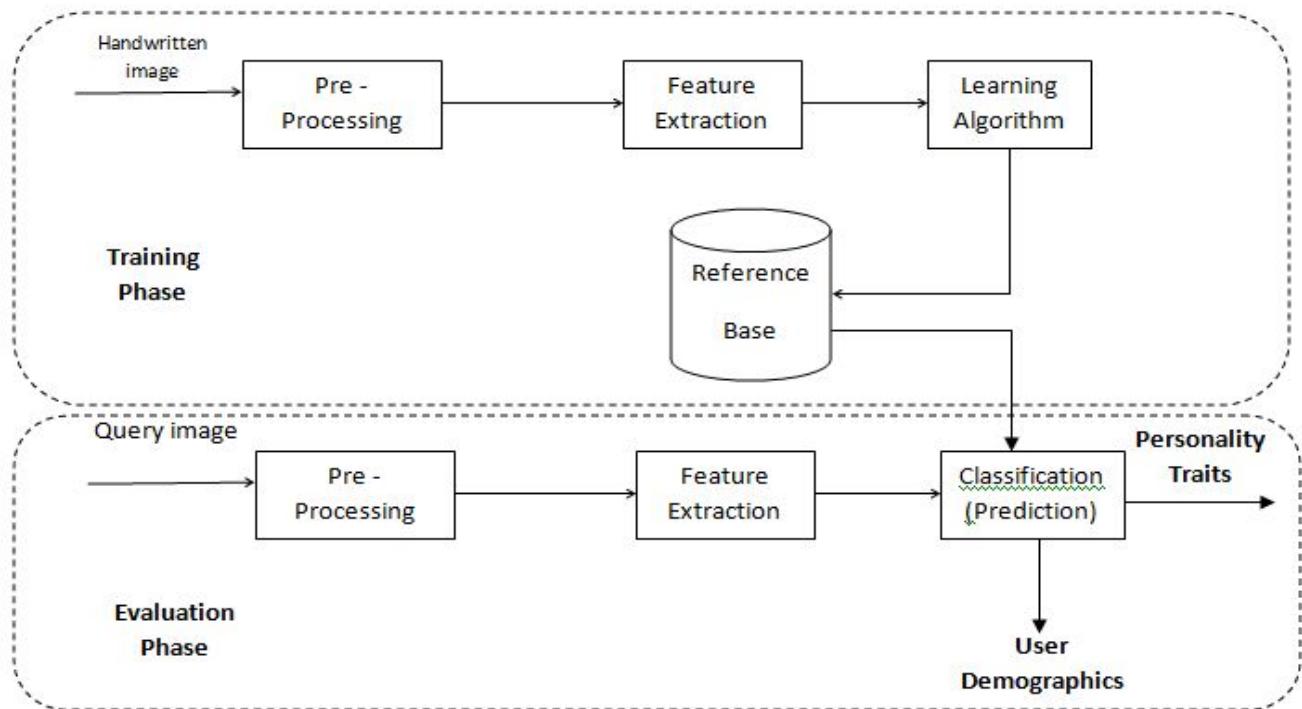 Handwritten
image
Pre -
Processing
Feature
Extraction
Learning
Algorithm
Training
Phase
Reference
Base
Query image
Pre -
Processing
Feature
Extraction
Classification
(Prediction)
Personality
Traits
Evaluation
Phase
User
Demographics